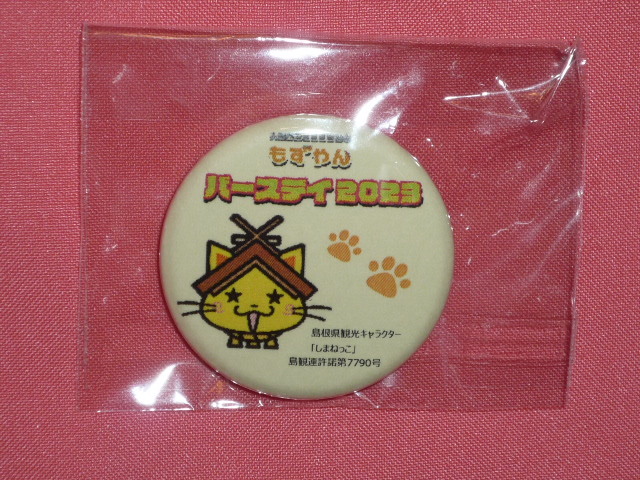 もずやん
バースデイ2023
島根県観光キャラクター
「しまねっこ」
島観連許諾第7790号